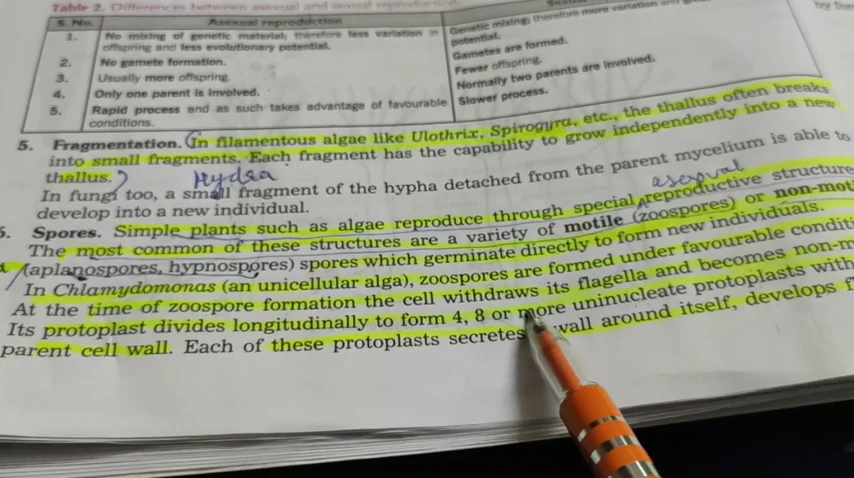 Table 2. Differences between asexual and sexual reproduction
S. No. Asexual reproduction
1. No mixing of genetic material; therefore less variation in offspring and less evolutionary potential.
Genetic mixing; therefore more variation and
potential.
2. No gamete formation. Gametes are formed.
3. Usually more offspring. Fewer offspring.
4. Only one parent is involved. Normally two parents are involved.
5. Rapid process and as such takes advantage of favourable conditions. Slower process.
5. Fragmentation. (In filamentous algae like Ulothrix, Spirogyra, etc., the thallus often breaks
into small fragments. Each fragment has the capability to grow independently into a new
thallus.) Hydra
In fungi too, a small fragment of the hypha detached from the parent mycelium is able to
develop into a new individual.
asexual
Spores. Simple plants such as algae reproduce through special reproductive structure
The most common of these structures are a variety of motile (zoospores) or non-moti
(aplanospores, hypnospores) spores which germinate directly to form new individuals.
In Chlamydomonas (an unicellular alga), zoospores are formed under favourable conditi
At the time of zoospore formation the cell withdraws its flagella and becomes non-m
Its protoplast divides longitudinally to form 4, 8 or more uninucleate protoplasts with
parent cell wall. Each of these protoplasts secretes wall around itself, develops f